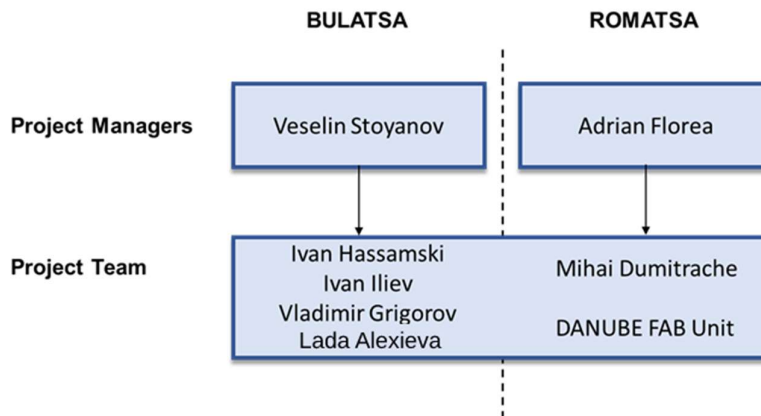 BULATSA
ROMATSA
Project Managers
Veselin Stoyanov
Adrian Florea
Project Team
Ivan Hassamski
Ivan Iliev
Vladimir Grigorov
Lada Alexieva
Mihai Dumitrache
DANUBE FAB Unit